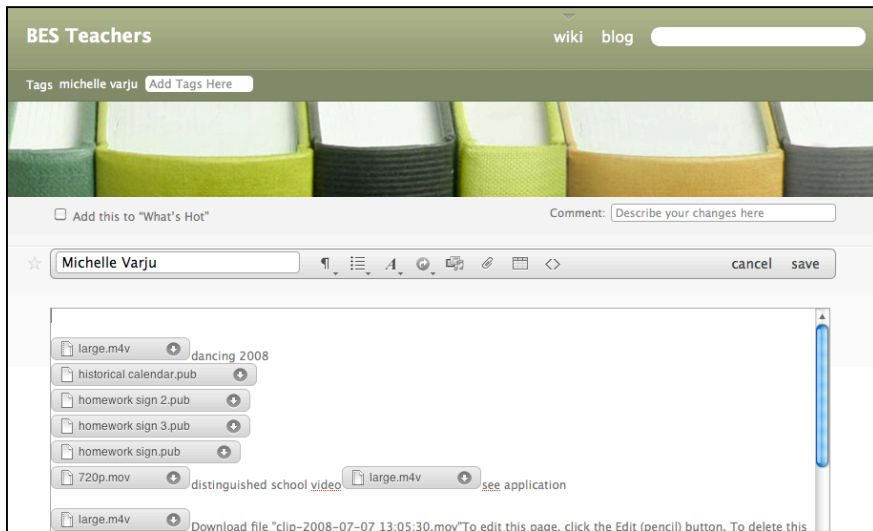 BES Teachers wiki blog
Tags michelle varju Add Tags Here
Add this to "What's Hot" Comment: Describe your changes here
Michelle Varju ¶ A <> cancel save
large.m4v dancing 2008
historical calendar.pub
homework sign 2.pub
homework sign 3.pub
homework sign.pub
720p.mov distinguished school video large.m4v see application
large.m4v Download file "clip-2008-07-07 13:05:30.mov"To edit this page, click the Edit (pencil) button. To delete this